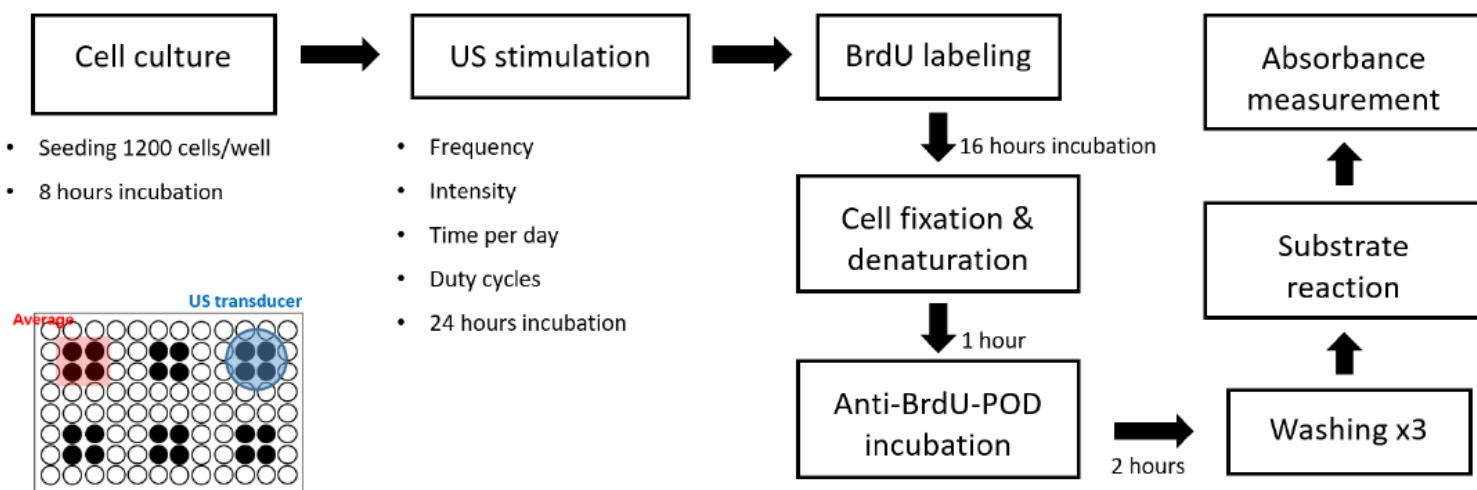 Cell culture
• Seeding 1200 cells/well
• 8 hours incubation
US transducer
Average
US stimulation
• Frequency
• Intensity
• Time per day
• Duty cycles
• 24 hours incubation
BrdU labeling
16 hours incubation
Cell fixation &
denaturation
1 hour
Anti-BrdU-POD
incubation
2 hours
Washing x3
Substrate
reaction
Absorbance
measurement